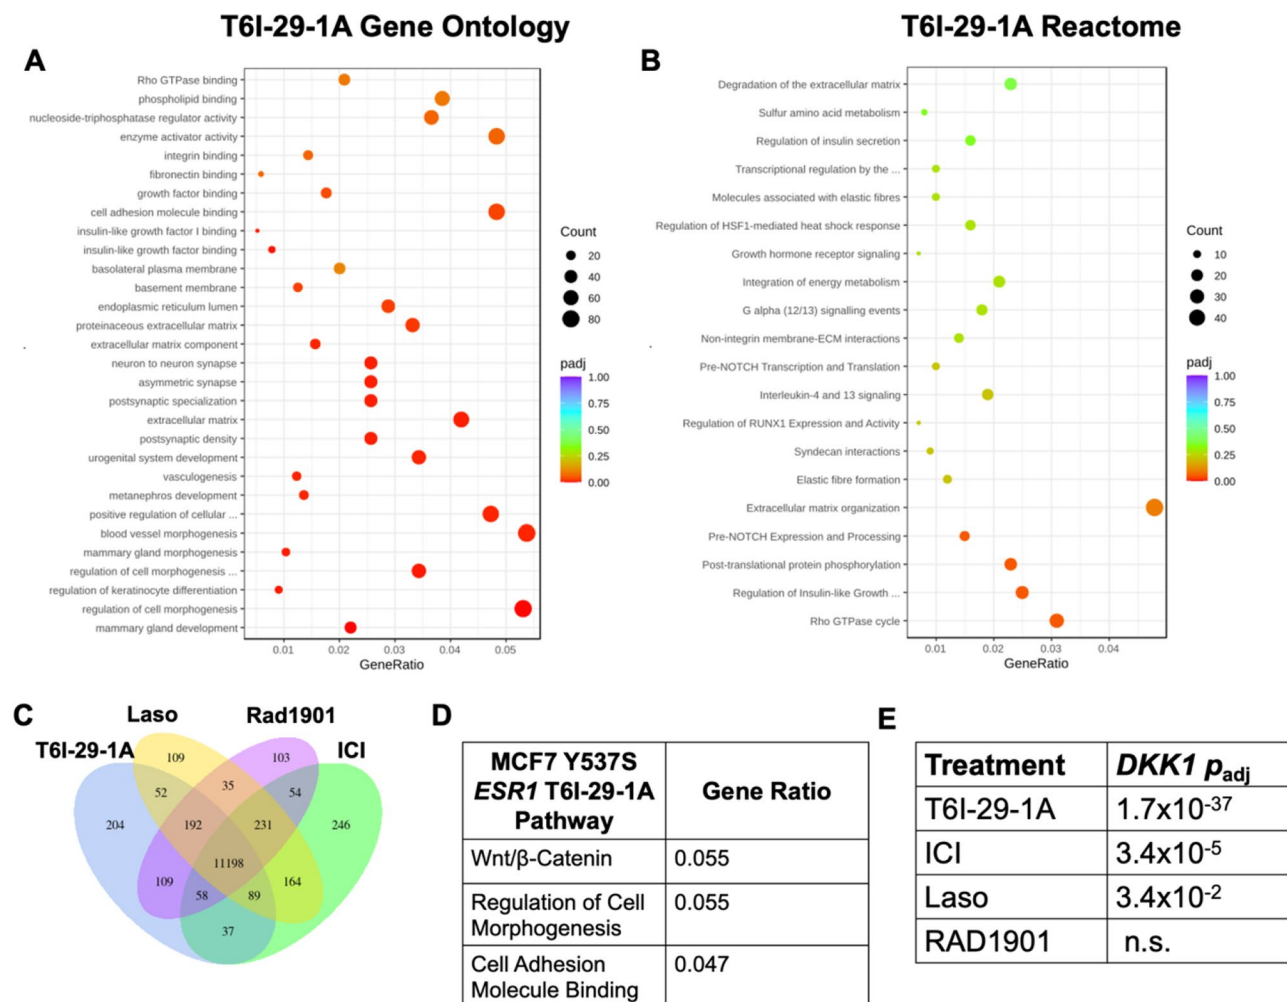 T6I-29-1A Gene Ontology
A
Rho GTPase binding
phospholipid binding
nucleoside-triphosphatase regulator activity
enzyme activator activity
integrin binding
fibronectin binding
growth factor binding
cell adhesion molecule binding
insulin-like growth factor I binding
insulin-like growth factor binding
basolateral plasma membrane
basement membrane
endoplasmic reticulum lumen
proteinaceous extracellular matrix
extracellular matrix component
neuron to neuron synapse
asymmetric synapse
postsynaptic specialization
extracellular matrix
postsynaptic density
urogenital system development
vasculogenesis
metanephros development
positive regulation of cellular ...
blood vessel morphogenesis
mammary gland morphogenesis
regulation of cell morphogenesis ...
regulation of keratinocyte differentiation
regulation of cell morphogenesis
mammary gland development
0.01 0.02 0.03 0.04 0.05
GeneRatio
Count
20
40
60
80
padj
1.00
0.75
0.50
0.25
0.00
T6I-29-1A Reactome
B
Degradation of the extracellular matrix
Sulfur amino acid metabolism
Regulation of insulin secretion
Transcriptional regulation by the ...
Molecules associated with elastic fibres
Regulation of HSF1-mediated heat shock response
Growth hormone receptor signaling
Integration of energy metabolism
G alpha (12/13) signalling events
Non-integrin membrane-ECM interactions
Pre-NOTCH Transcription and Translation
Interleukin-4 and 13 signaling
Regulation of RUNX1 Expression and Activity
Syndecan interactions
Elastic fibre formation
Extracellular matrix organization
Pre-NOTCH Expression and Processing
Post-translational protein phosphorylation
Regulation of Insulin-like Growth ...
Rho GTPase cycle
0.01 0.02 0.03 0.04
GeneRatio
Count
10
20
30
40
padj
1.00
0.75
0.50
0.25
0.00
C
Laso Rad1901
T6I-29-1A ICI
109 103
52 35 54
204 192 231 246
11198
109 58 89 164
37
D
MCF7 Y537S
ESR1 T6I-29-1A
Pathway
Gene Ratio
Wnt/β-Catenin 0.055
Regulation of Cell
Morphogenesis
0.055
Cell Adhesion
Molecule Binding
0.047
E
Treatment DKK1 padj
T6I-29-1A 1.7x10-37
ICI 3.4x10-5
Laso 3.4x10-2
RAD1901 n.s.